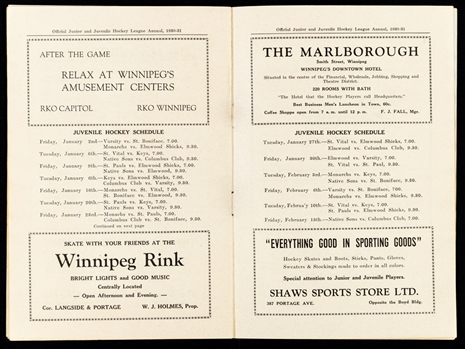 Official Junior and Juvenile Hockey League Annual, 1930-31
AFTER THE GAME
RELAX AT WINNIPEG'S
AMUSEMENT CENTERS
RKO CAPITOL RKO WINNIPEG
JUVENILE HOCKEY SCHEDULE
Friday, January 2nd—Varsity vs. St. Boniface, 7.00.
Monarchs vs. Elmwood Shicks, 9.30.
Tuesday, January 6th—St. Vital vs. Keys, 7.00.
Native Sons vs. Columbus Club, 9.30.
Friday, January 9th—St. Pauls vs. Elmwood Shicks, 7.00.
Native Sons vs. Elmwood, 9.30.
Tuesday, January 13th—Keys vs. Elmwood, 7.00.
Columbus Club vs. Varsity, 9.30.
Friday, January 16th—Monarchs vs. St. Vital, 7.00.
St. Pauls vs. St. Boniface, 9.30.
Tuesday, January 20th—St. Pauls vs. Keys, 7.00.
Native Sons vs. Varsity, 9.30.
Friday, January 23rd—Monarchs vs. St. Pauls, 7.00.
Columbus Club vs. St. Boniface, 9.30.
Continued on next page
SKATE WITH YOUR FRIENDS AT THE
Winnipeg Rink
BRIGHT LIGHTS and GOOD MUSIC
Centrally Located
— Open Afternoon and Evening. —
Cor. LANGSIDE & PORTAGE W. J. HOLMES, Prop.
Official Junior and Juvenile Hockey League Annual, 1930-31
THE MARLBOROUGH
Smith Street, Winnipeg
WINNIPEG'S DOWNTOWN HOTEL
Situated in the center of the Financial, Wholesale, Jobbing, Shopping and
Theatre District.
220 ROOMS WITH BATH
"The Hotel that the Hockey Players call Headquarters."
Best Business Men's Luncheon in Town, 60c.
Coffee Shoppe open from 7 a.m. until 12 p.m. F. J. FALL, Mgr.
JUVENILE HOCKEY SCHEDULE
Tuesday, January 27th—St. Vital vs. Elmwood Shicks, 7.00.
Elmwood vs. Columbus Club, 9.30.
Friday, January 30th—Elmwood vs. Varsity, 7.00.
St. Vital vs. St. Boniface, 9.30.
Tuesday, February 3rd—Monarchs vs. Keys, 7.00.
Native Sons vs. St. Boniface, 9.30.
Friday, February 6th—Varsity vs. St. Boniface, 7.00.
Monarchs vs. Elmwood Shicks, 9.30.
Tuesday, Februa'y 10th—St. Vital vs. Keys, 7.00.
St. Pauls vs. Elmwood Shicks, 9.30.
Friday, February 13th—Native Sons vs. Columbus Club, 7.00.
"EVERYTHING GOOD IN SPORTING GOODS"
Hockey Skates and Boots, Sticks, Pants, Gloves,
Sweaters & Stockings made to order in all colors.
Special attention to Junior and Juvenile Players.
SHAWS SPORTS STORE LTD.
387 PORTAGE AVE. Opposite the Boyd Bldg.